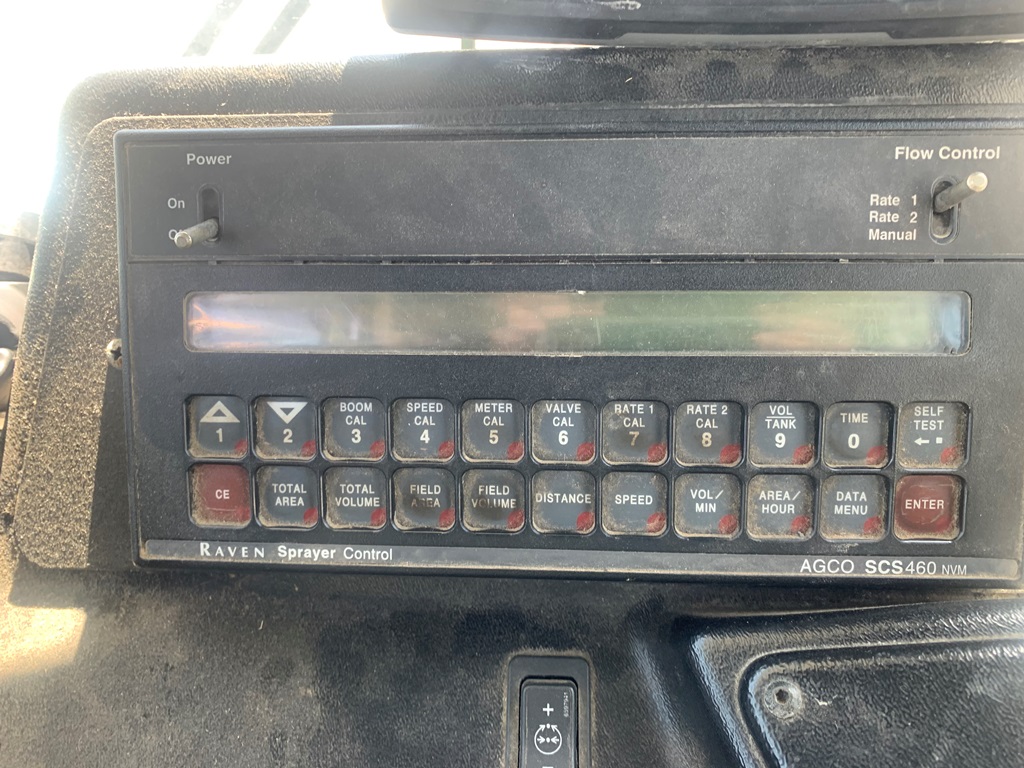 Power
Flow Control
On
Rate 1
Rate 2
Manual
1
2
BOOM CAL 3
SPEED CAL 4
METER CAL 5
VALVE CAL 6
RATE 1 CAL 7
RATE 2 CAL 8
VOL TANK 9
TIME 0
SELF TEST ←
CE
TOTAL AREA
TOTAL VOLUME
FIELD AREA
FIELD VOLUME
DISTANCE
SPEED
VOL/ MIN
AREA/ HOUR
DATA MENU
ENTER
RAVEN Sprayer Control
AGCO SCS460 NVM
+